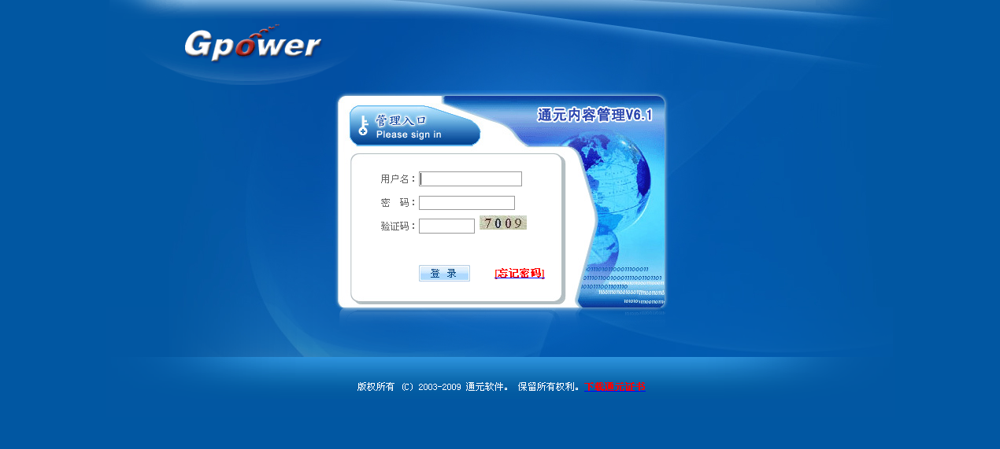 Gpower
通元内容管理V6.1
管理入口
Please sign in
用户名：
密 码：
验证码： 7009
登 录 [忘记密码]
版权所有 (C) 2003-2009 通元软件。 保留所有权利。